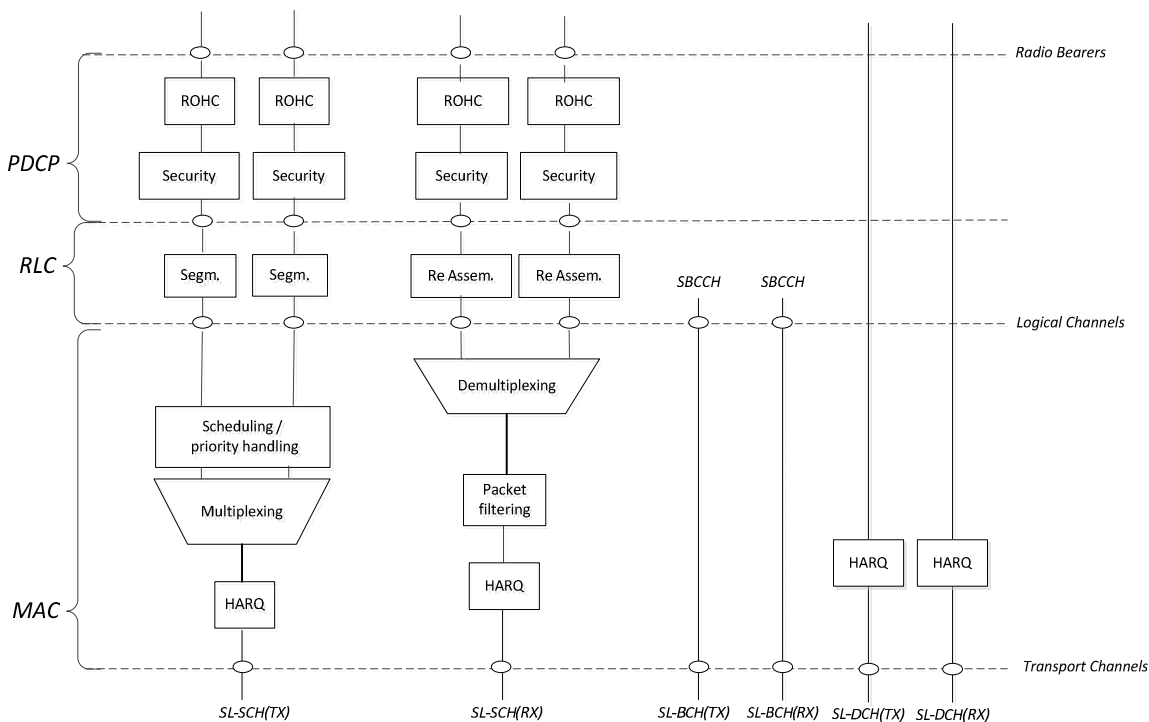 Radio Bearers
ROHC
ROHC
ROHC
ROHC
PDCP
Security
Security
Security
Security
RLC
Segm.
Segm.
Re Assem.
Re Assem.
SBCCH
SBCCH
Logical Channels
Demultiplexing
Scheduling /
priority handling
Packet
filtering
Multiplexing
HARQ
HARQ
HARQ
HARQ
MAC
Transport Channels
SL-SCH(TX)
SL-SCH(RX)
SL-BCH(TX)
SL-BCH(RX)
SL-DCH(TX)
SL-DCH(RX)